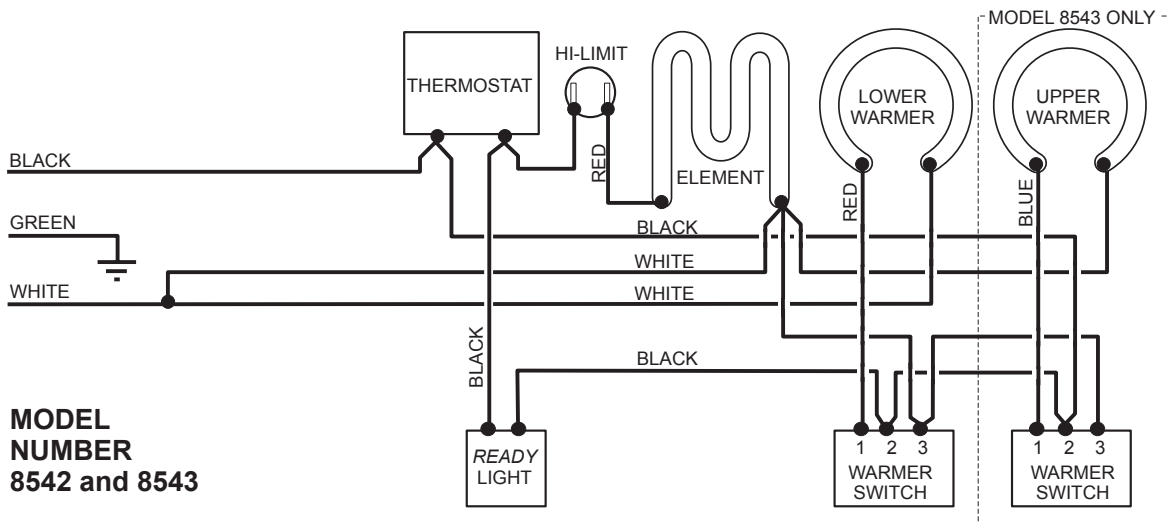 MODEL 8543 ONLY
THERMOSTAT
HI-LIMIT
LOWER
WARMER
UPPER
WARMER
BLACK
RED
ELEMENT
RED
BLUE
GREEN
BLACK
WHITE
WHITE
WHITE
BLACK
BLACK
MODEL
NUMBER
8542 and 8543
READY
LIGHT
1 2 3
WARMER
SWITCH
1 2 3
WARMER
SWITCH